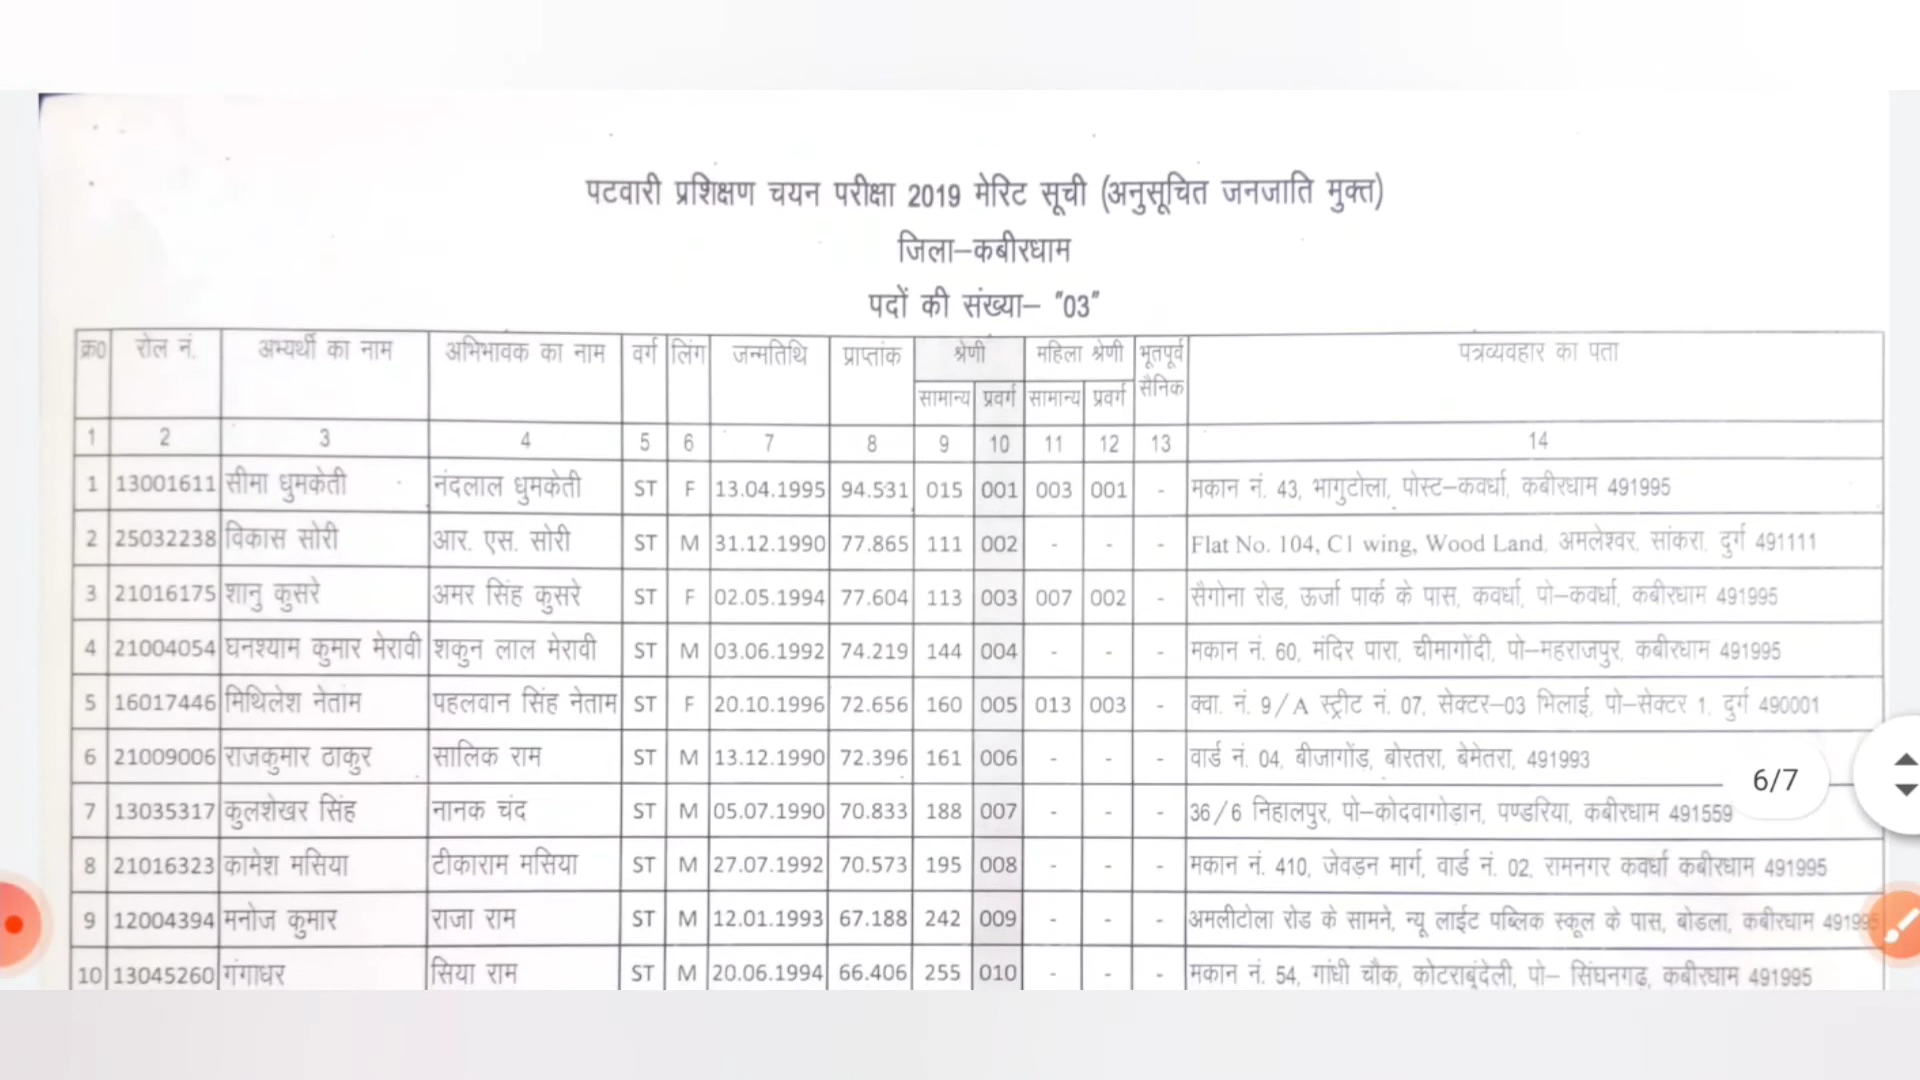 पटवारी प्रशिक्षण चयन परीक्षा 2019 मेरिट सूची (अनुसूचित जनजाति मुक्त)
जिला–कबीरधाम
पदों की संख्या– "03"
क्र0 रोल नं. अभ्यर्थी का नाम अभिभावक का नाम वर्ग लिंग जन्मतिथि प्राप्तांक श्रेणी महिला श्रेणी भूतपूर्व सैनिक पत्रव्यवहार का पता
सामान्य प्रवर्ग सामान्य प्रवर्ग
1 2 3 4 5 6 7 8 9 10 11 12 13 14
1 13001611 सीमा धुमकेती नंदलाल धुमकेती ST F 13.04.1995 94.531 015 001 003 001 - मकान नं. 43, भागुटोला, पोस्ट–कवर्धा, कबीरधाम 491995
2 25032238 विकास सोरी आर. एस. सोरी ST M 31.12.1990 77.865 111 002 - - - Flat No. 104, C1 wing, Wood Land, अमलेश्वर, सांकरा, दुर्ग 491111
3 21016175 शानु कुसरे अमर सिंह कुसरे ST F 02.05.1994 77.604 113 003 007 002 - सैगोना रोड, ऊर्जा पार्क के पास, कवर्धा, पो–कवर्धा, कबीरधाम 491995
4 21004054 घनश्याम कुमार मेरावी शकुन लाल मेरावी ST M 03.06.1992 74.219 144 004 - - - मकान नं. 60, मंदिर पारा, चीमागोंदी, पो–महराजपुर, कबीरधाम 491995
5 16017446 मिथिलेश नेताम पहलवान सिंह नेताम ST F 20.10.1996 72.656 160 005 013 003 - क्वा. नं. 9/A स्ट्रीट नं. 07, सेक्टर–03 भिलाई, पो–सेक्टर 1, दुर्ग 490001
6 21009006 राजकुमार ठाकुर सालिक राम ST M 13.12.1990 72.396 161 006 - - - वार्ड नं. 04, बीजागोंड, बोरतरा, बेमेतरा, 491993
6/7
7 13035317 कुलशेखर सिंह नानक चंद ST M 05.07.1990 70.833 188 007 - - - 36/6 निहालपुर, पो–कोदवागोड़ान, पण्डरिया, कबीरधाम 491559
8 21016323 कामेश मसिया टीकाराम मसिया ST M 27.07.1992 70.573 195 008 - - - मकान नं. 410, जेवड़न मार्ग, वार्ड नं. 02, रामनगर कवर्धा कबीरधाम 491995
9 12004394 मनोज कुमार राजा राम ST M 12.01.1993 67.188 242 009 - - - अमलीटोला रोड के सामने, न्यू लाईट पब्लिक स्कूल के पास, बोडला, कबीरधाम 491995
10 13045260 गंगाधर सिया राम ST M 20.06.1994 66.406 255 010 - - - मकान नं. 54, गांधी चौक, कोटराबुंदेली, पो– सिंघनगढ, कबीरधाम 491995